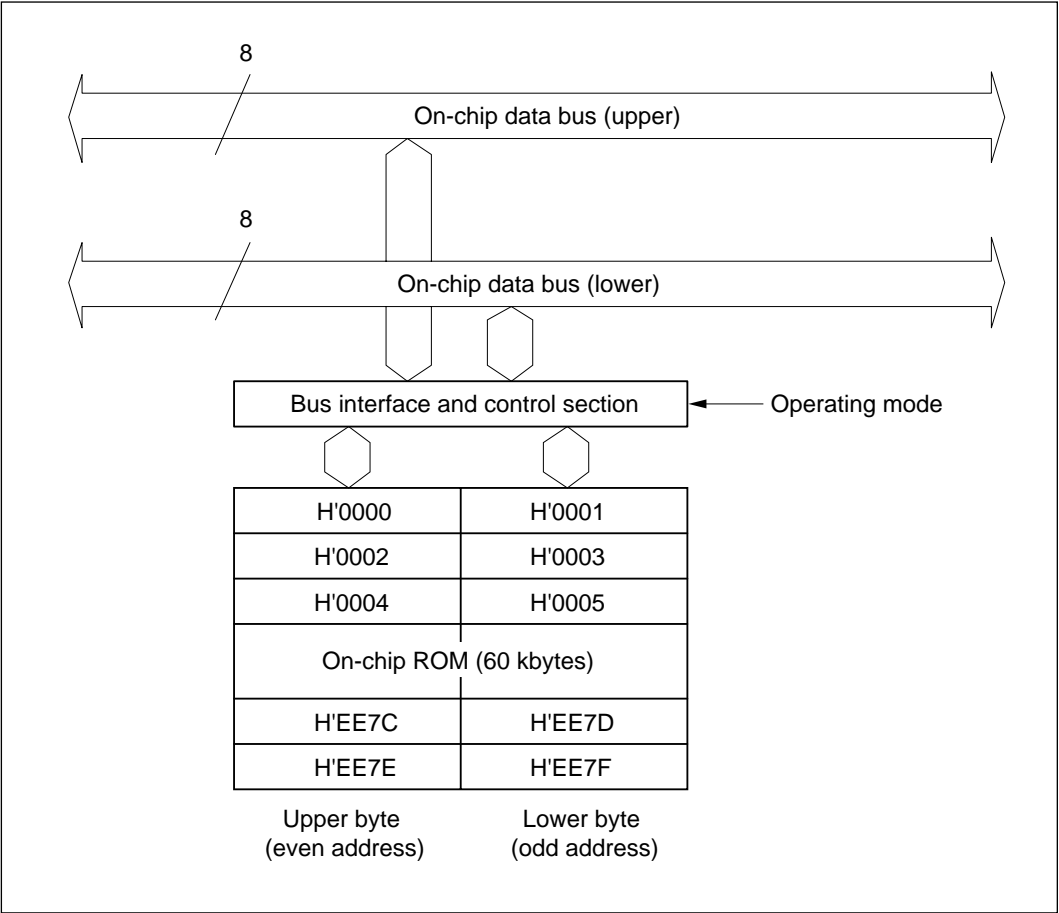 8
On-chip data bus (upper)
8
On-chip data bus (lower)
Bus interface and control section
Operating mode
H'0000 H'0001
H'0002 H'0003
H'0004 H'0005
On-chip ROM (60 kbytes)
H'EE7C H'EE7D
H'EE7E H'EE7F
Upper byte Lower byte
(even address) (odd address)